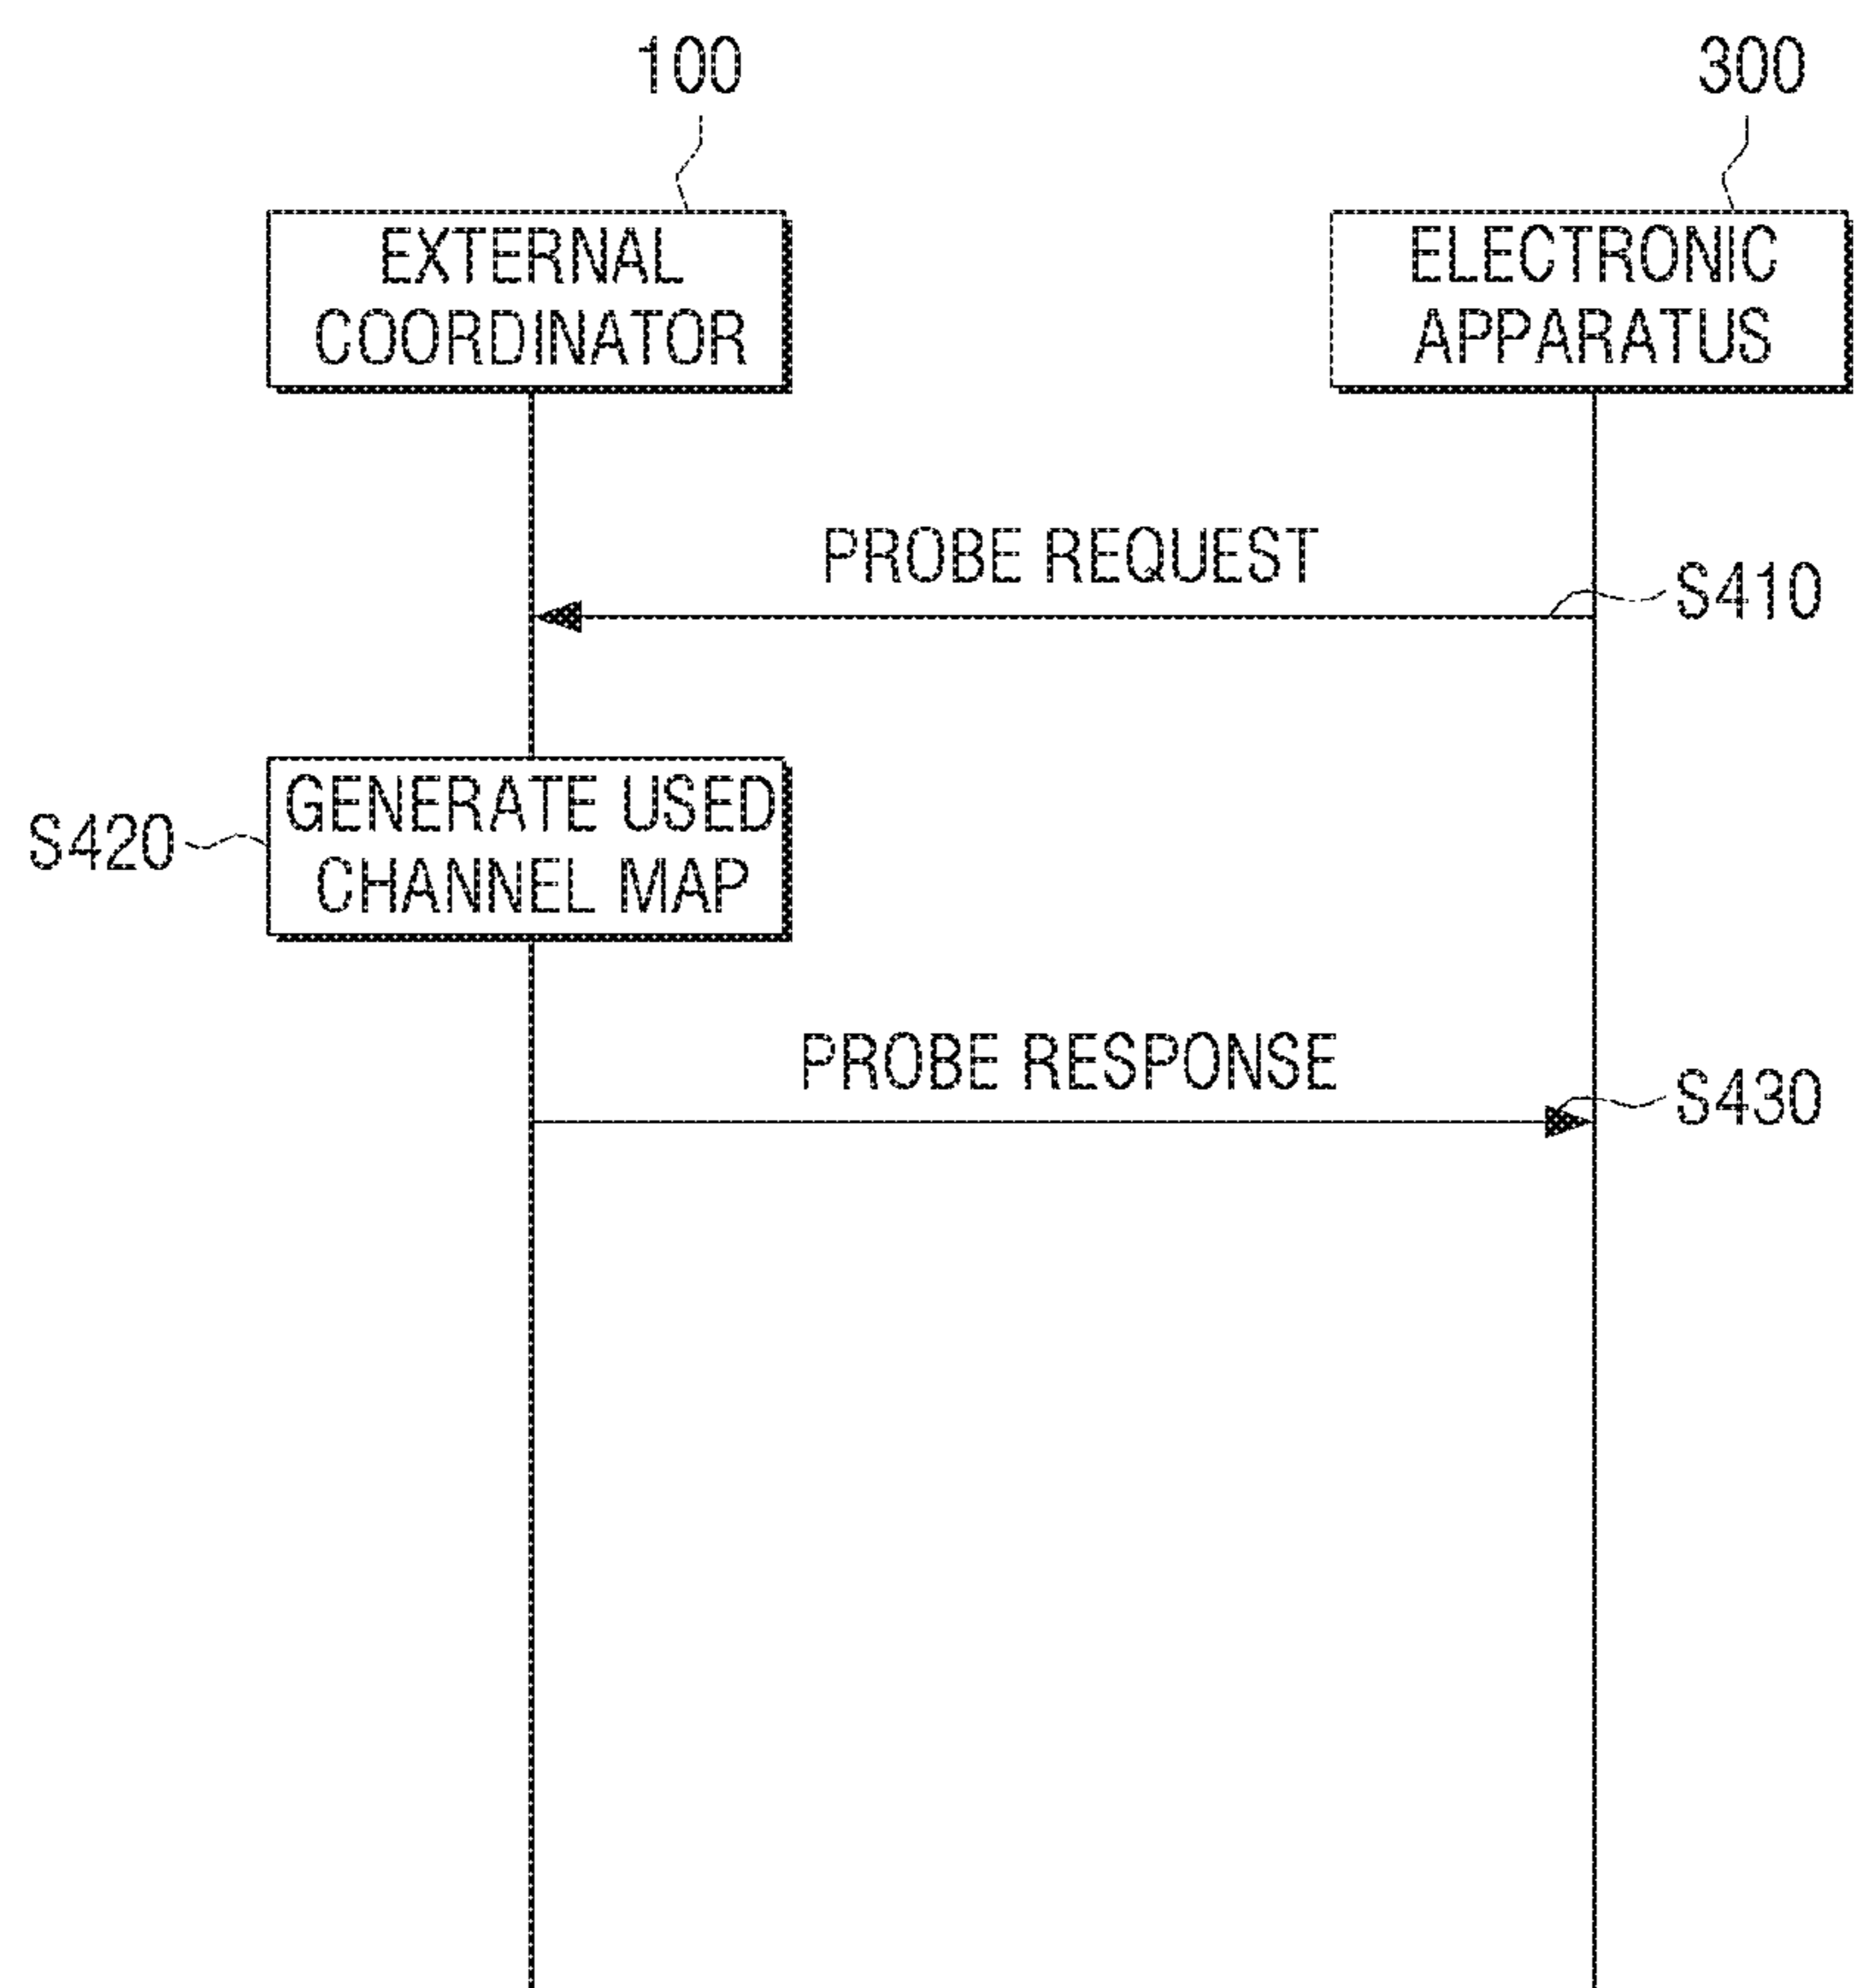 100
300
EXTERNAL
COORDINATOR
ELECTRONIC
APPARATUS
PROBE REQUEST
S410
GENERATE USED
CHANNEL MAP
S420
PROBE RESPONSE
S430